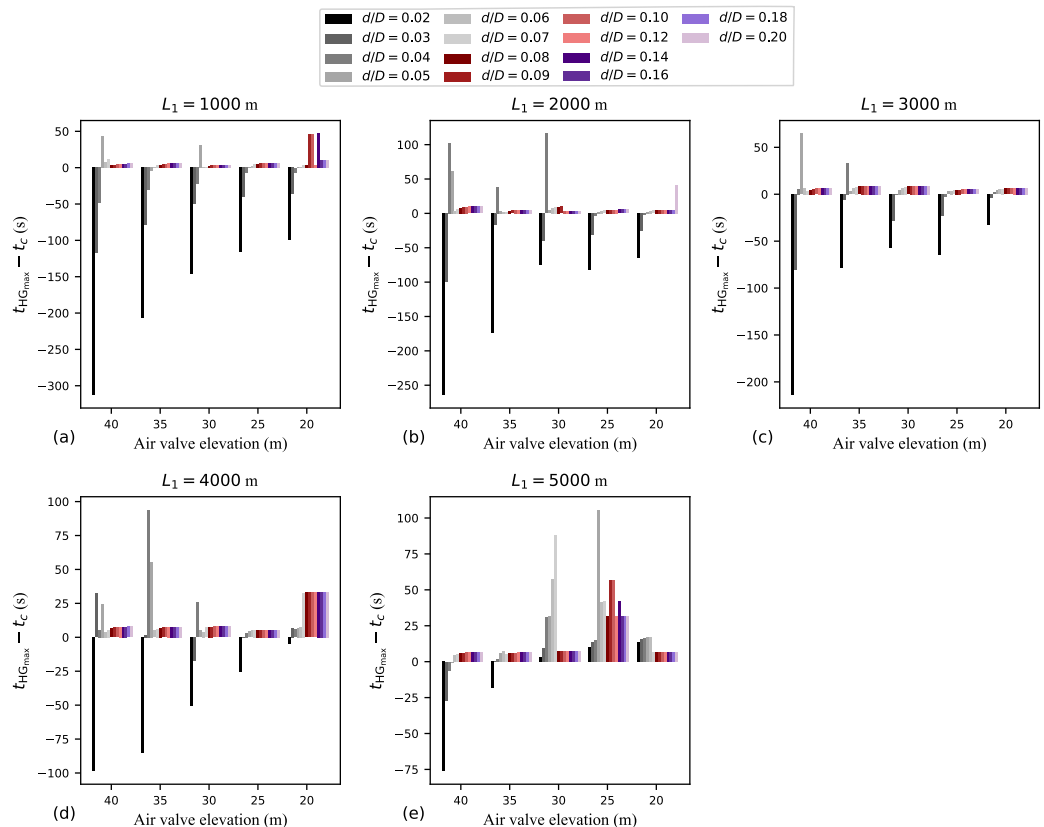 d/D = 0.02 d/D = 0.06 d/D = 0.10 d/D = 0.18
d/D = 0.03 d/D = 0.07 d/D = 0.12 d/D = 0.20
d/D = 0.04 d/D = 0.08 d/D = 0.14
d/D = 0.05 d/D = 0.09 d/D = 0.16
L₁ = 1000 m
50
0
−50
−100
−150
−200
−250
−300
t_HGmax − t_c (s)
40 35 30 25 20
(a) Air valve elevation (m)
L₁ = 2000 m
100
50
0
−50
−100
−150
−200
−250
t_HGmax − t_c (s)
40 35 30 25 20
(b) Air valve elevation (m)
L₁ = 3000 m
50
0
−50
−100
−150
−200
t_HGmax − t_c (s)
40 35 30 25 20
(c) Air valve elevation (m)
L₁ = 4000 m
100
75
50
25
0
−25
−50
−75
−100
t_HGmax − t_c (s)
40 35 30 25 20
(d) Air valve elevation (m)
L₁ = 5000 m
100
75
50
25
0
−25
−50
−75
t_HGmax − t_c (s)
40 35 30 25 20
(e) Air valve elevation (m)